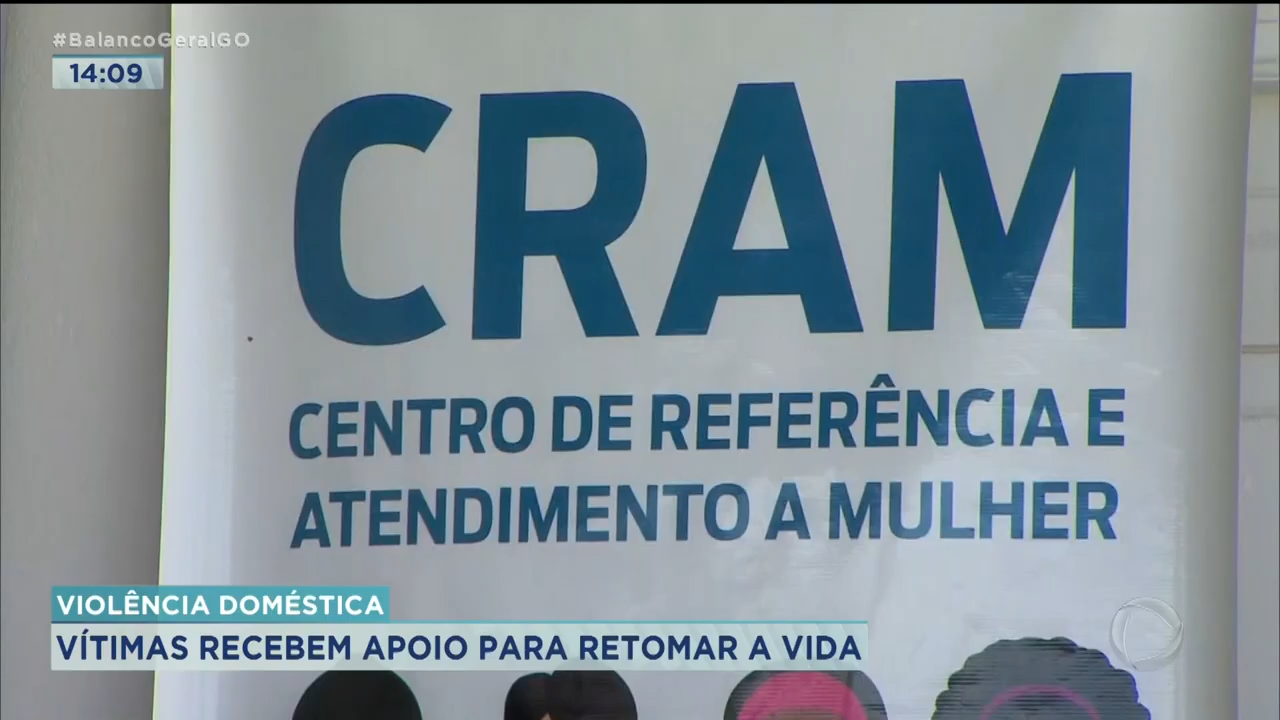 #BalancoGeralGO
14:09
CRAM
CENTRO DE REFERÊNCIA E
ATENDIMENTO A MULHER
VIOLÊNCIA DOMÉSTICA
VÍTIMAS RECEBEM APOIO PARA RETOMAR A VIDA